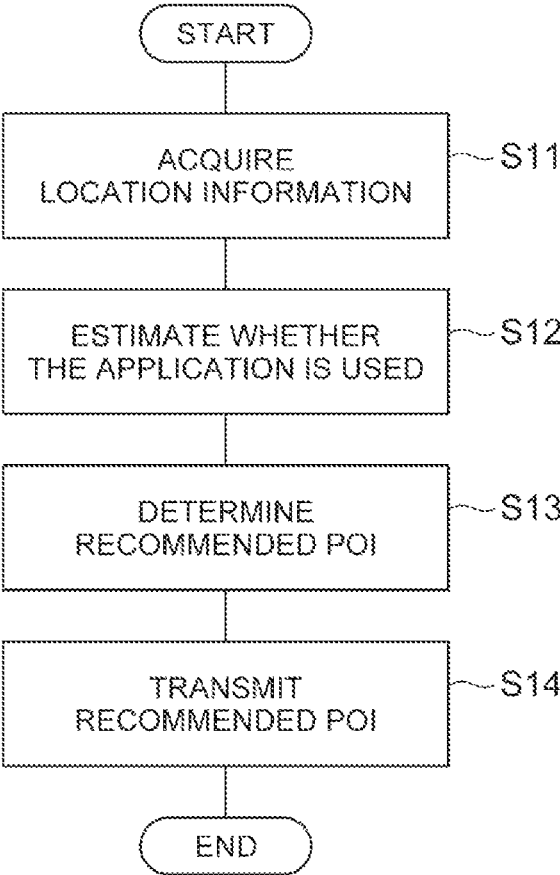 START
ACQUIRE
LOCATION INFORMATION
S11
ESTIMATE WHETHER
THE APPLICATION IS USED
S12
DETERMINE
RECOMMENDED POI
S13
TRANSMIT
RECOMMENDED POI
S14
END